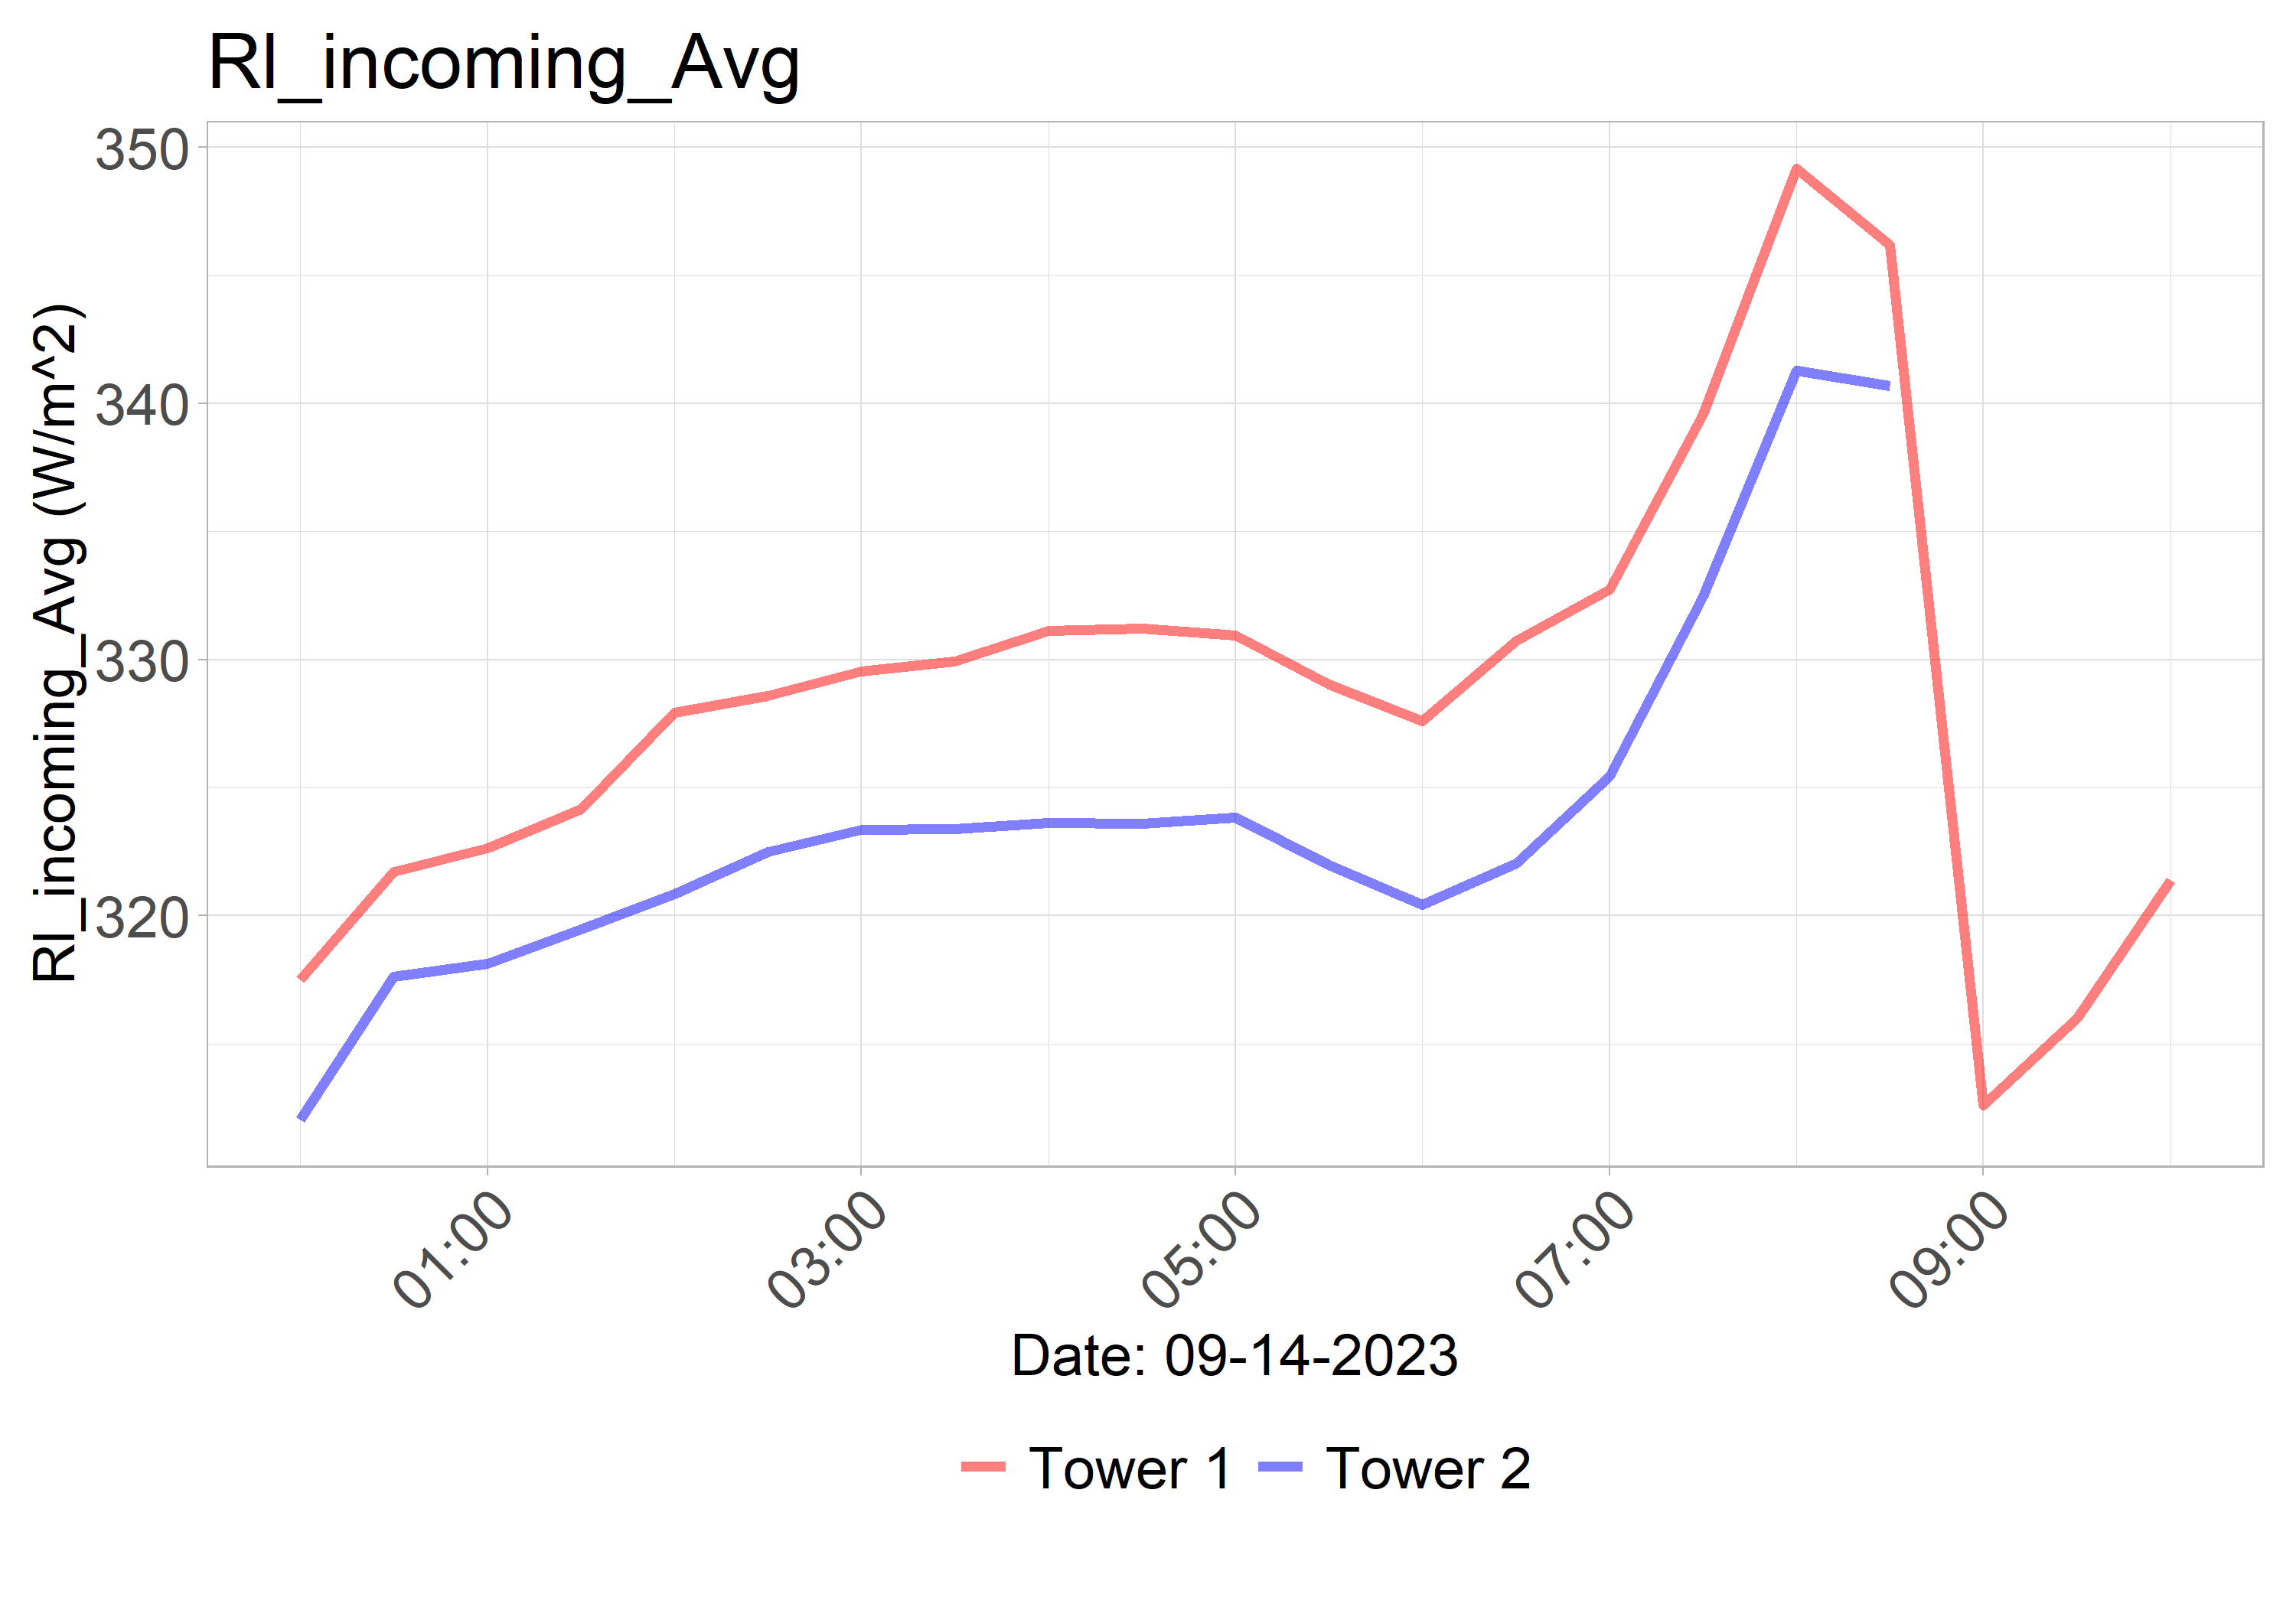 Rl_incoming_Avg
Rl_incoming_Avg (W/m^2)
350
340
330
320
01:00
03:00
05:00
07:00
09:00
Date: 09-14-2023
Tower 1
Tower 2